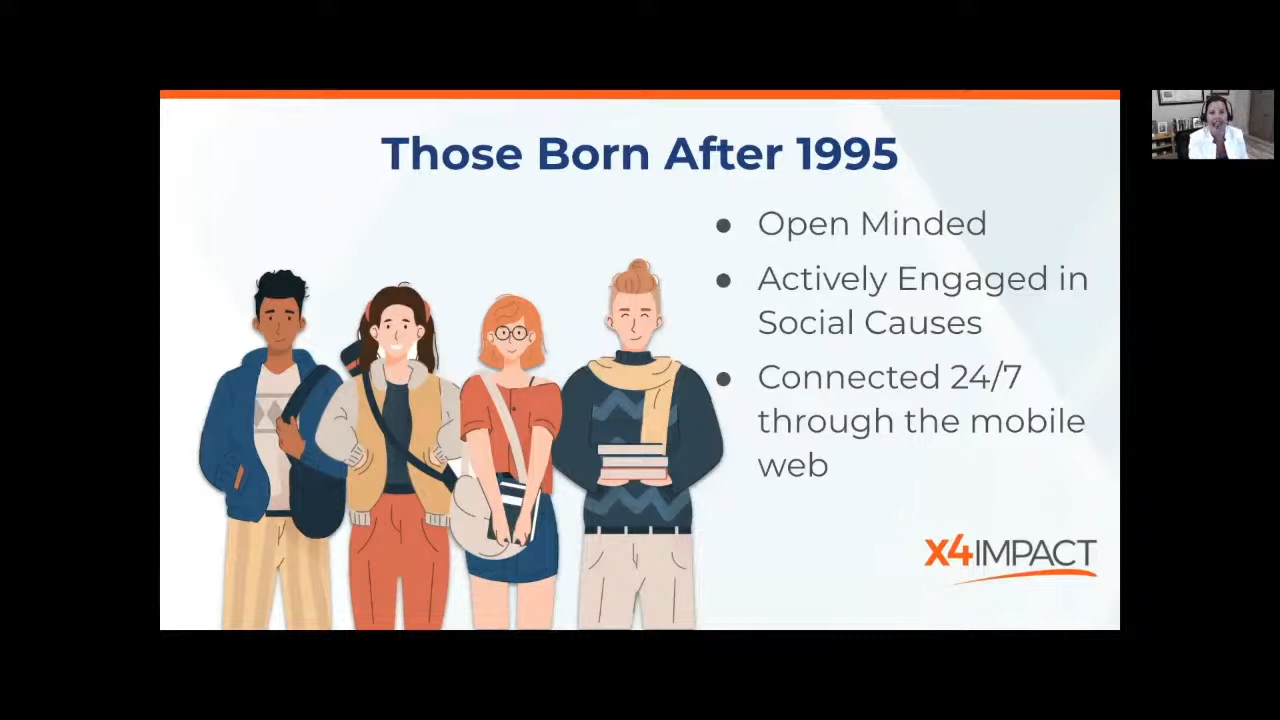 Those Born After 1995
● Open Minded
● Actively Engaged in
Social Causes
● Connected 24/7
through the mobile
web
X4IMPACT